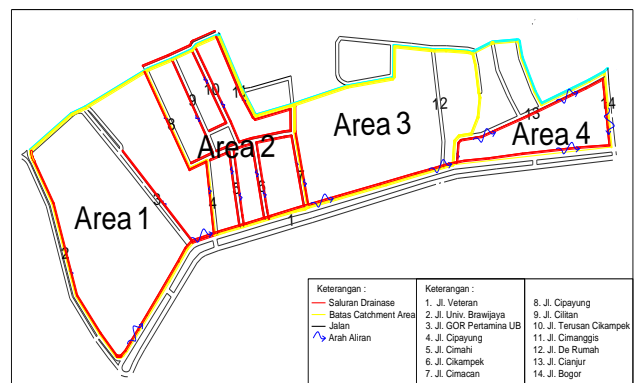 10
11
9
12
14
8
13
Area 3
Area 4
Area 2
3
4
5
6
7
Area 1
1
2
Keterangan :
Saluran Drainase
Batas Catchment Area
Jalan
Arah Aliran
Keterangan :
1. Jl. Veteran
2. Jl. Univ. Brawijaya
3. Jl. GOR Pertamina UB
4. Jl. Cipayung
5. Jl. Cimahi
6. Jl. Cikampek
7. Jl. Cimacan
8. Jl. Cipayung
9. Jl. Cilitan
10. Jl. Terusan Cikampek
11. Jl. Cimanggis
12. Jl. De Rumah
13. Jl. Cianjur
14. Jl. Bogor